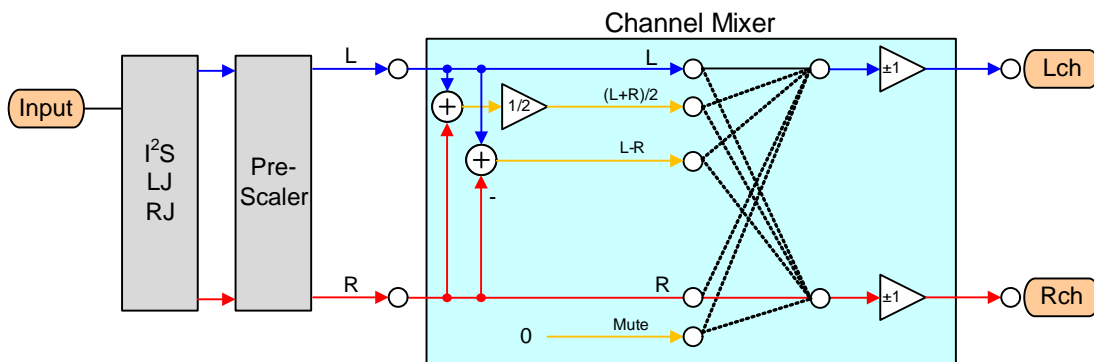 Channel Mixer
Input
I²S
LJ
RJ
Pre-
Scaler
L
R
L
+
1/2
(L+R)/2
+
L-R
-
R
0
Mute
±1
±1
Lch
Rch